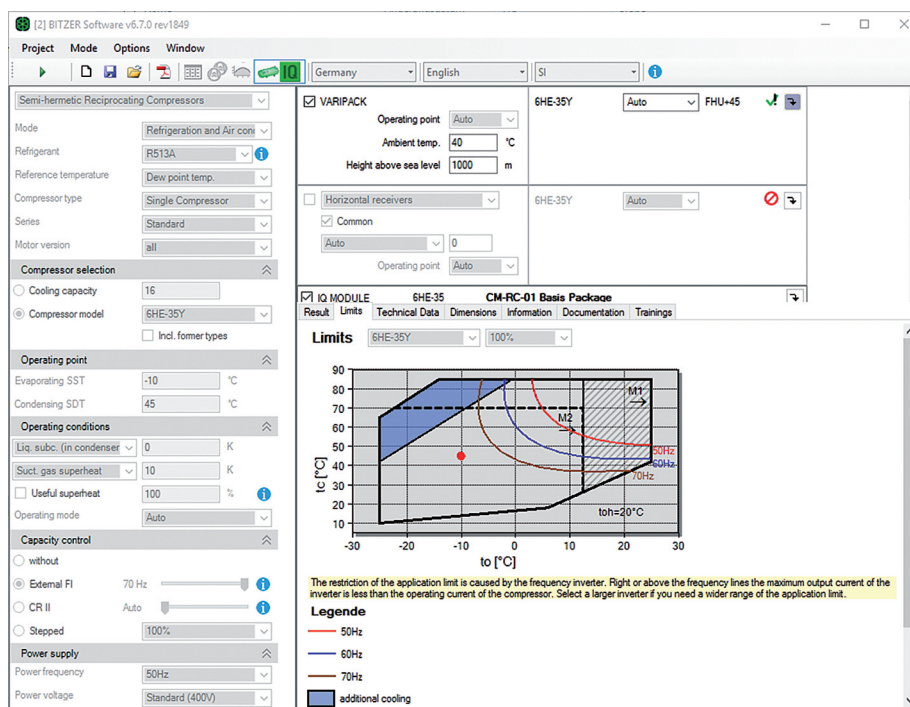 [2] BITZER Software v6.7.0 rev1849
Project Mode Options Window
IQ Germany English SI
Semi-hermetic Reciprocating Compressors
Mode Refrigeration and Air con
Refrigerant R513A
Reference temperature Dew point temp.
Compressor type Single Compressor
Series Standard
Motor version all
Compressor selection
Cooling capacity 16
Compressor model 6HE-35Y
Incl. former types
Operating point
Evaporating SST -10 °C
Condensing SDT 45 °C
Operating conditions
Liq. subc. (in condenser 0 K
Suct. gas superheat 10 K
Useful superheat 100 %
Operating mode Auto
Capacity control
without
External FI 70 Hz
CR II Auto
Stepped 100%
Power supply
Power frequency 50Hz
Power voltage Standard (400V)
VARIPACK 6HE-35Y Auto FHU+45
Operating point Auto
Ambient temp. 40 °C
Height above sea level 1000 m
Horizontal receivers 6HE-35Y Auto
Common
Auto 0
Operating point Auto
IQ MODULE 6HE-35 CM-RC-01 Basis Package
Result Limits Technical Data Dimensions Information Documentation Trainings
Limits 6HE-35Y 100%
tc [°C]
90
80
70
60
50
40
30
20
10
M1
M2
50Hz
60Hz
70Hz
toh=20°C
-30 -20 -10 0 10 20 30
to [°C]
The restriction of the application limit is caused by the frequency inverter. Right or above the frequency lines the maximum output current of the
inverter is less than the operating current of the compressor. Select a larger inverter if you need a wider range of the application limit.
Legende
50Hz
60Hz
70Hz
additional cooling